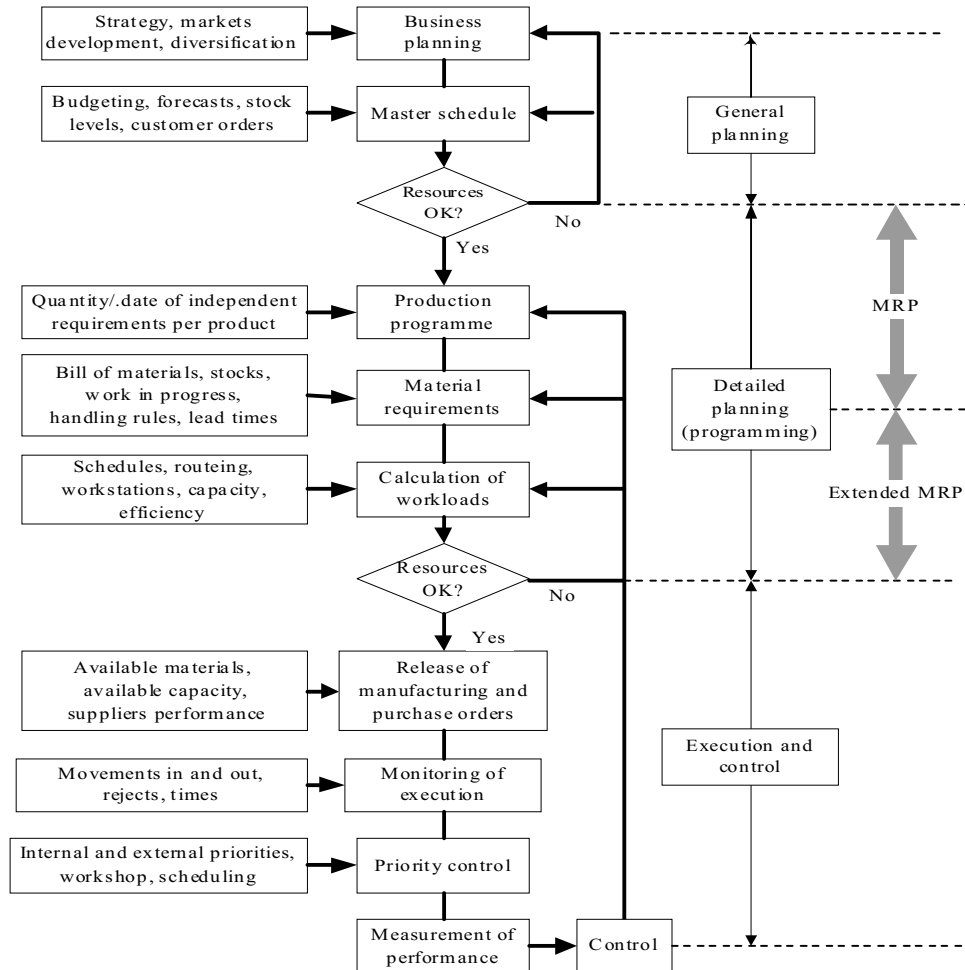 Strategy, markets
development, diversification
Business
planning
Budgeting, forecasts, stock
levels, customer orders
Master schedule
General
planning
Resources
OK?
No
Yes
Quantity/.date of independent
requirements per product
Production
programme
MRP
Bill of materials, stocks,
work in progress,
handling rules, lead times
Material
requirements
Detailed
planning
(programming)
Schedules, routeing,
workstations, capacity,
efficiency
Calculation of
workloads
Extended MRP
Resources
OK?
No
Yes
Available materials,
available capacity,
suppliers performance
Release of
manufacturing and
purchase orders
Execution and
control
Movements in and out,
rejects, times
Monitoring of
execution
Internal and external priorities,
workshop, scheduling
Priority control
Measurement of
performance
Control